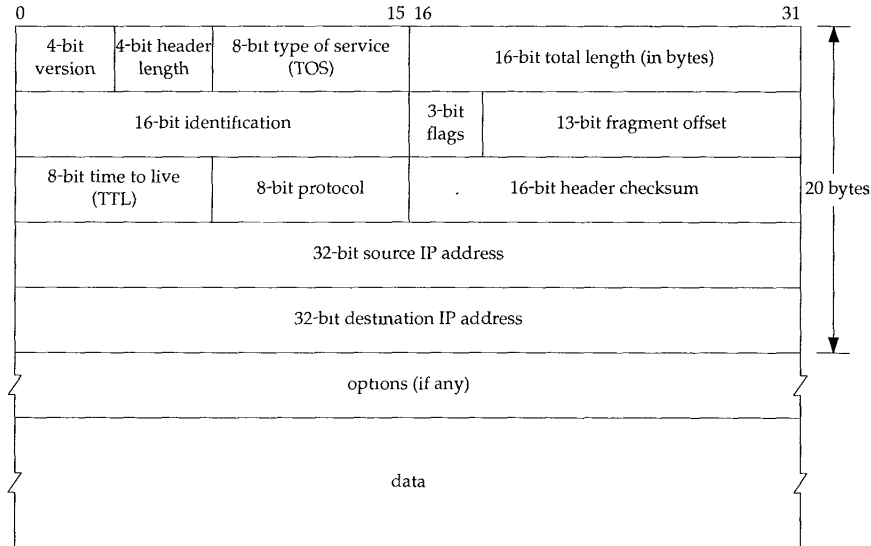 0 15 16 31
4-bit version
4-bit header length
8-bit type of service (TOS)
16-bit total length (in bytes)
16-bit identification
3-bit flags
13-bit fragment offset
8-bit time to live (TTL)
8-bit protocol
16-bit header checksum
20 bytes
32-bit source IP address
32-bit destination IP address
options (if any)
data